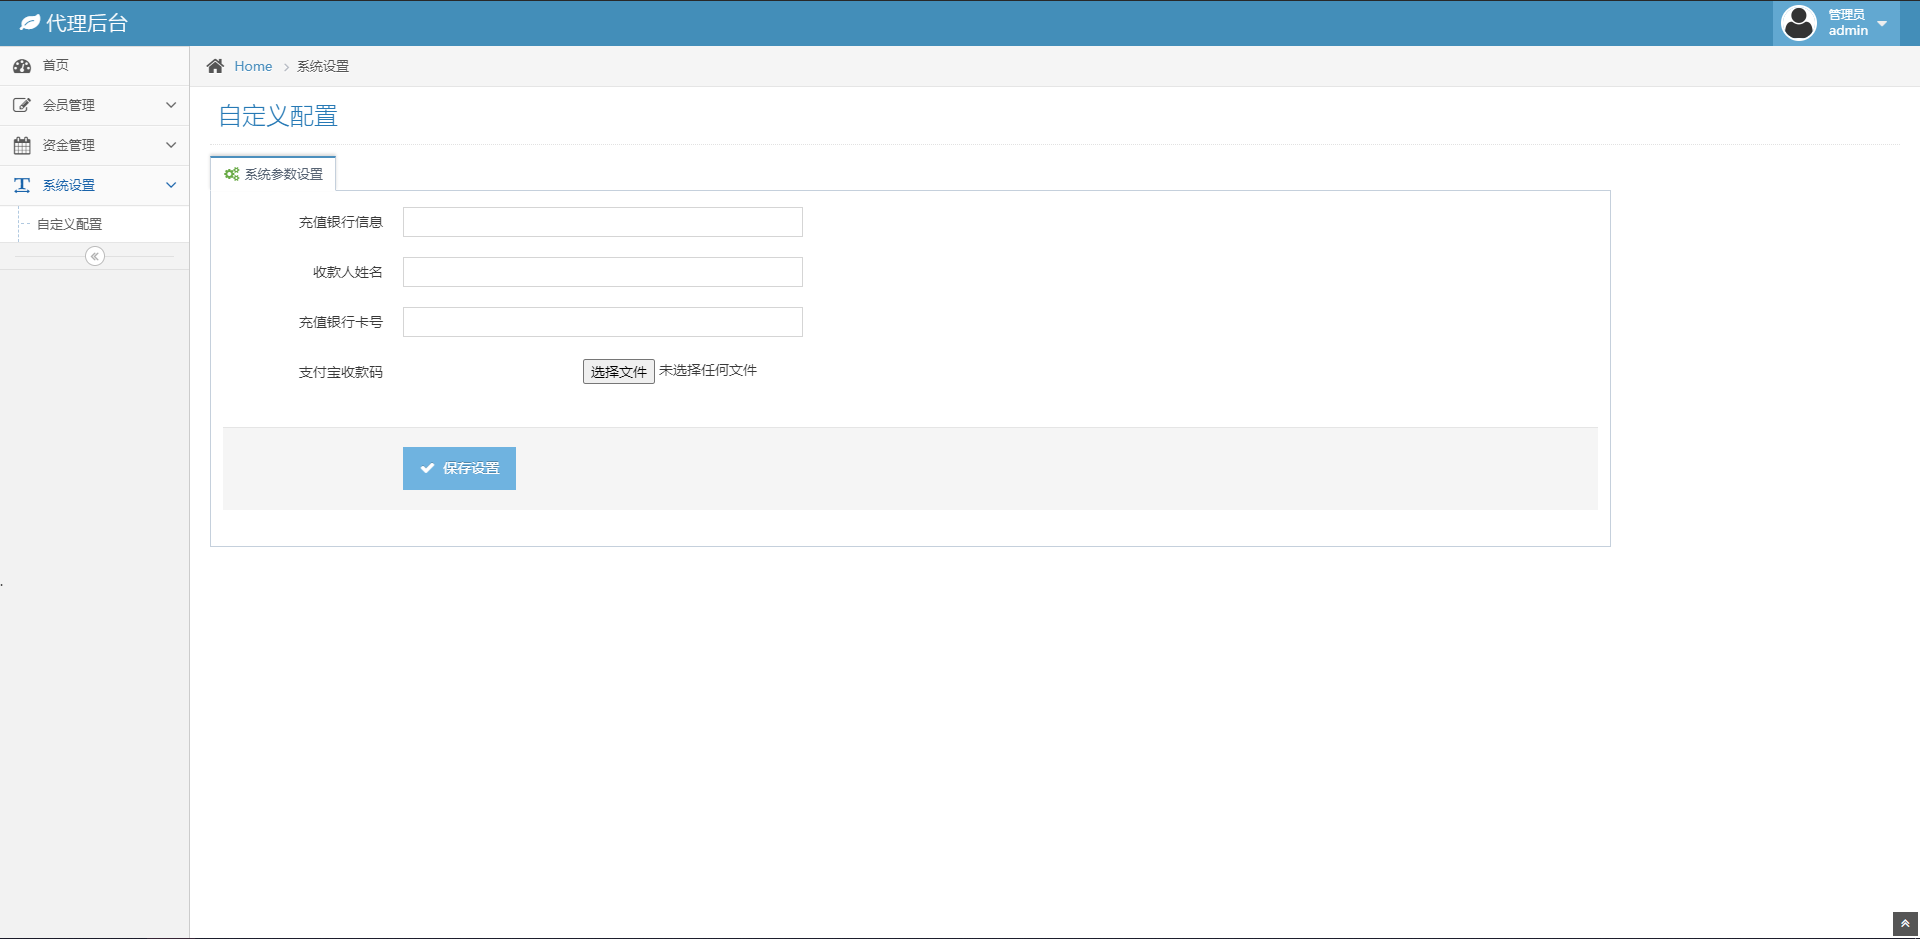 代理后台
管理员
admin
首页
会员管理
资金管理
系统设置
自定义配置
Home
系统设置
自定义配置
系统参数设置
充值银行信息
收款人姓名
充值银行卡号
支付宝收款码
选择文件 未选择任何文件
保存设置